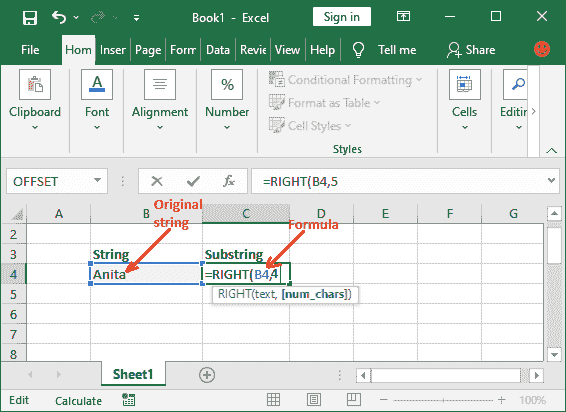 Book1 - Excel
Sign in
File Hom Inser Page Forr Data Revie View Help Tell me Share
Clipboard Font Alignment Number Conditional Formatting Cells Editin
A %
Format as Table
Cell Styles
Styles
OFFSET fx =RIGHT(B4,5
Original
string
Formula
A B C D E F G
2
3 String Substring
4 Anita =RIGHT(B4,4
5 RIGHT(text, [num_chars])
6
7
8
Sheet1
Edit Calculate 100%